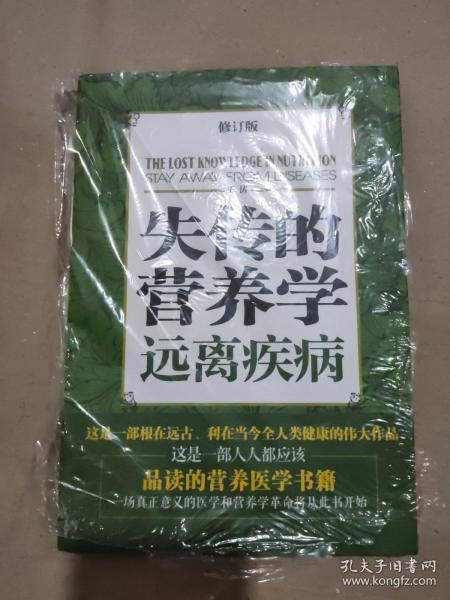 修订版
THE LOST KNOWLEDGE IN NUTRITION
STAY AWAY FROM DISEASES
失传的
营养学
远离疾病
这是一部根在远古、利在当今全人类健康的伟大作品
这是一部人人都应该
品读的营养医学书籍
一场真正意义的医学和营养学革命将从此书开始
孔夫子旧书网
www.kongfz.com